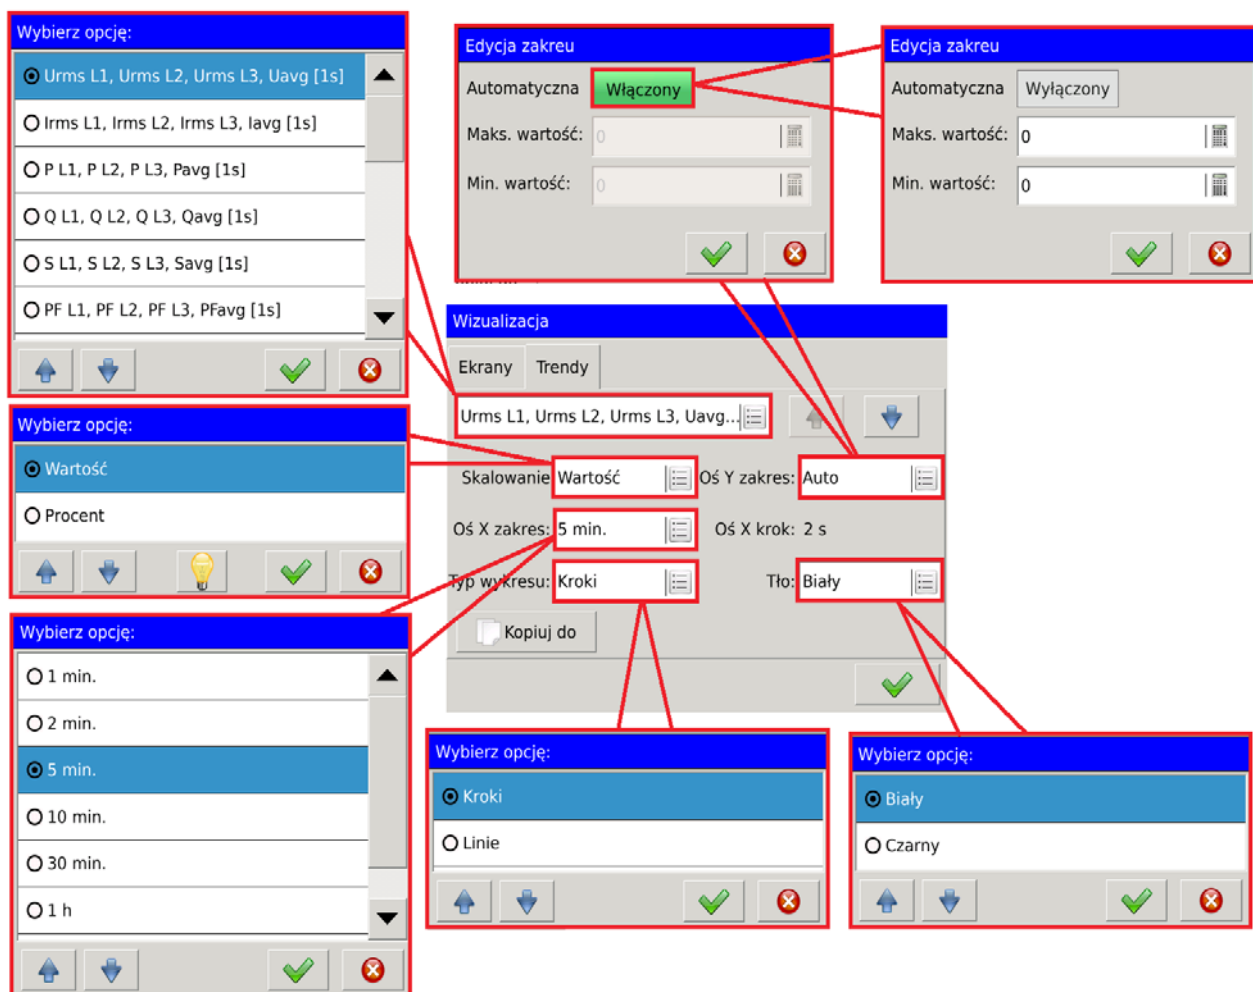 Wybierz opcję:
Urms L1, Urms L2, Urms L3, Uavg [1s]
Irms L1, Irms L2, Irms L3, Iavg [1s]
P L1, P L2, P L3, Pavg [1s]
Q L1, Q L2, Q L3, Qavg [1s]
S L1, S L2, S L3, Savg [1s]
PF L1, PF L2, PF L3, PFavg [1s]
Edycja zakreu
Automatyczna Włączony
Maks. wartość: 0
Min. wartość: 0
Edycja zakreu
Automatyczna Wyłączony
Maks. wartość: 0
Min. wartość: 0
Wizualizacja
Ekrany Trendy
Urms L1, Urms L2, Urms L3, Uavg...
Skalowanie Wartość Oś Y zakres: Auto
Oś X zakres: 5 min. Oś X krok: 2 s
Typ wykresu: Kroki Tło: Biały
Kopiuj do
Wybierz opcję:
Wartość
Procent
Wybierz opcję:
1 min.
2 min.
5 min.
10 min.
30 min.
1 h
Wybierz opcję:
Kroki
Linie
Wybierz opcję:
Biały
Czarny